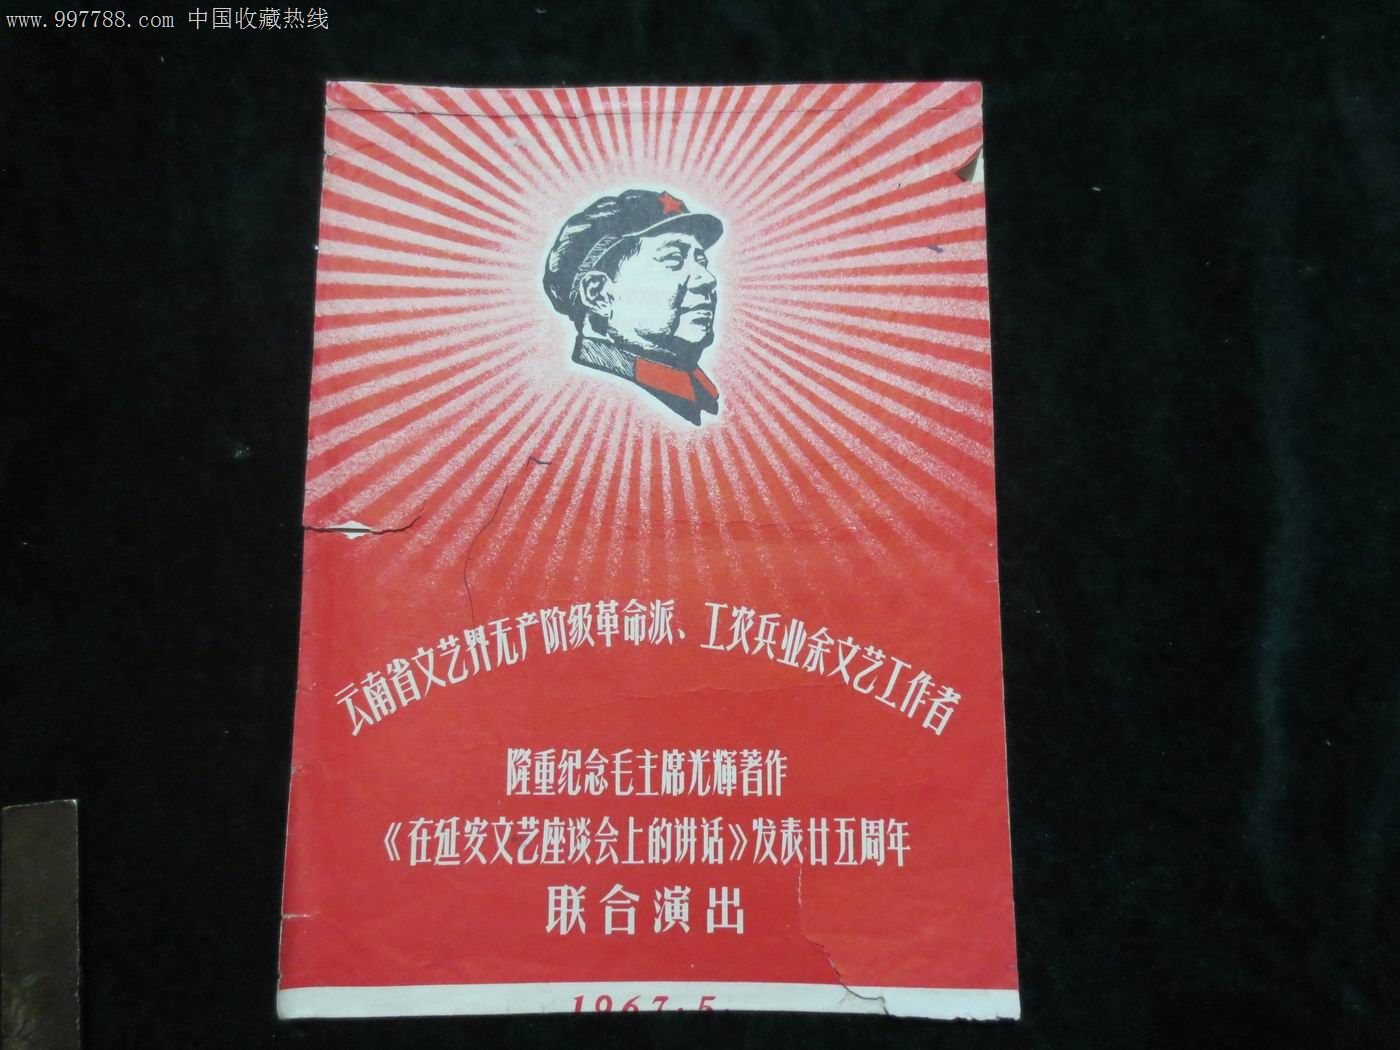 www.997788.com 中国收藏热线
云南省文艺界无产阶级革命派、工农兵业余文艺工作者
隆重纪念毛主席光輝著作
《在延安文艺座谈会上的讲话》发表廿五周年
联合演出
1967.5.